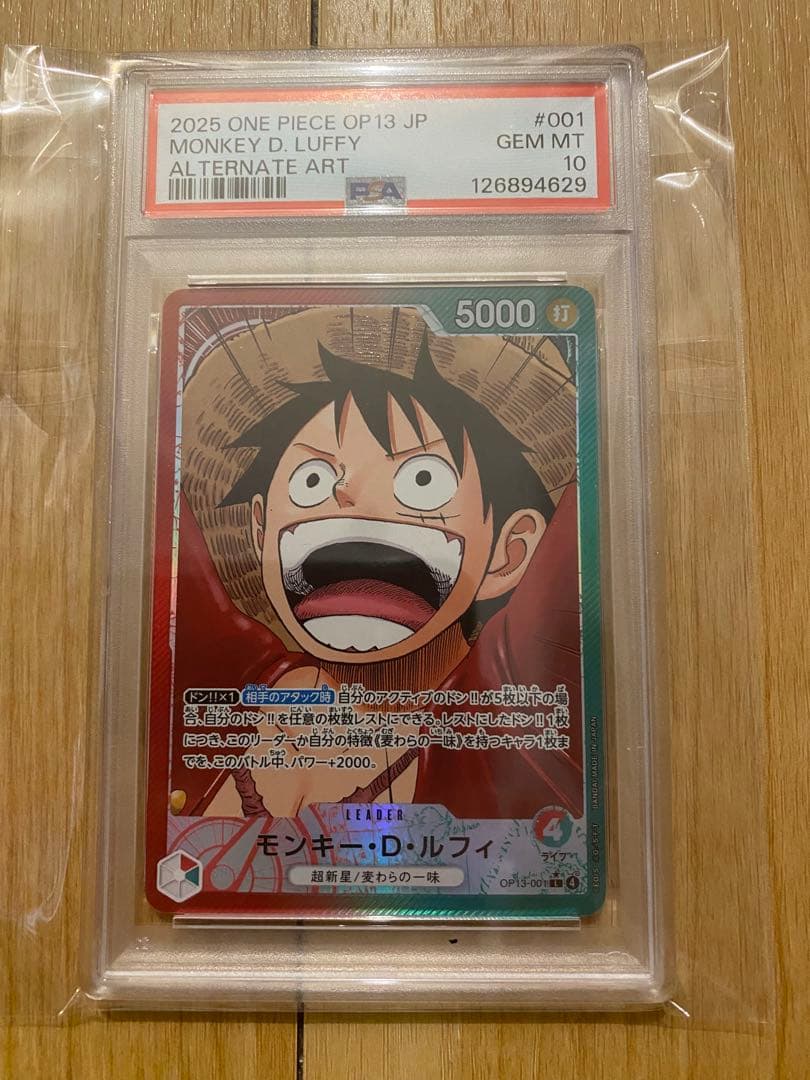 2025 ONE PIECE OP13 JP #001
MONKEY D. LUFFY GEM MT
ALTERNATE ART 10
PSA 126894629
5000 打
ドン!!×1 相手のアタック時 自分のアクティブのドン!!が5枚以下の場
合、自分のドン!!を任意の枚数レストにできる。レストにしたドン!!1枚
につき、このリーダーか自分の特徴《麦わらの一味》を持つキャラ1枚ま
でを、このバトル中、パワー+2000。
LEADER
モンキー・D・ルフィ
超新星/麦わらの一味
4
ライフ
OP13-001 L 4
BANDAI MADE IN JAPAN